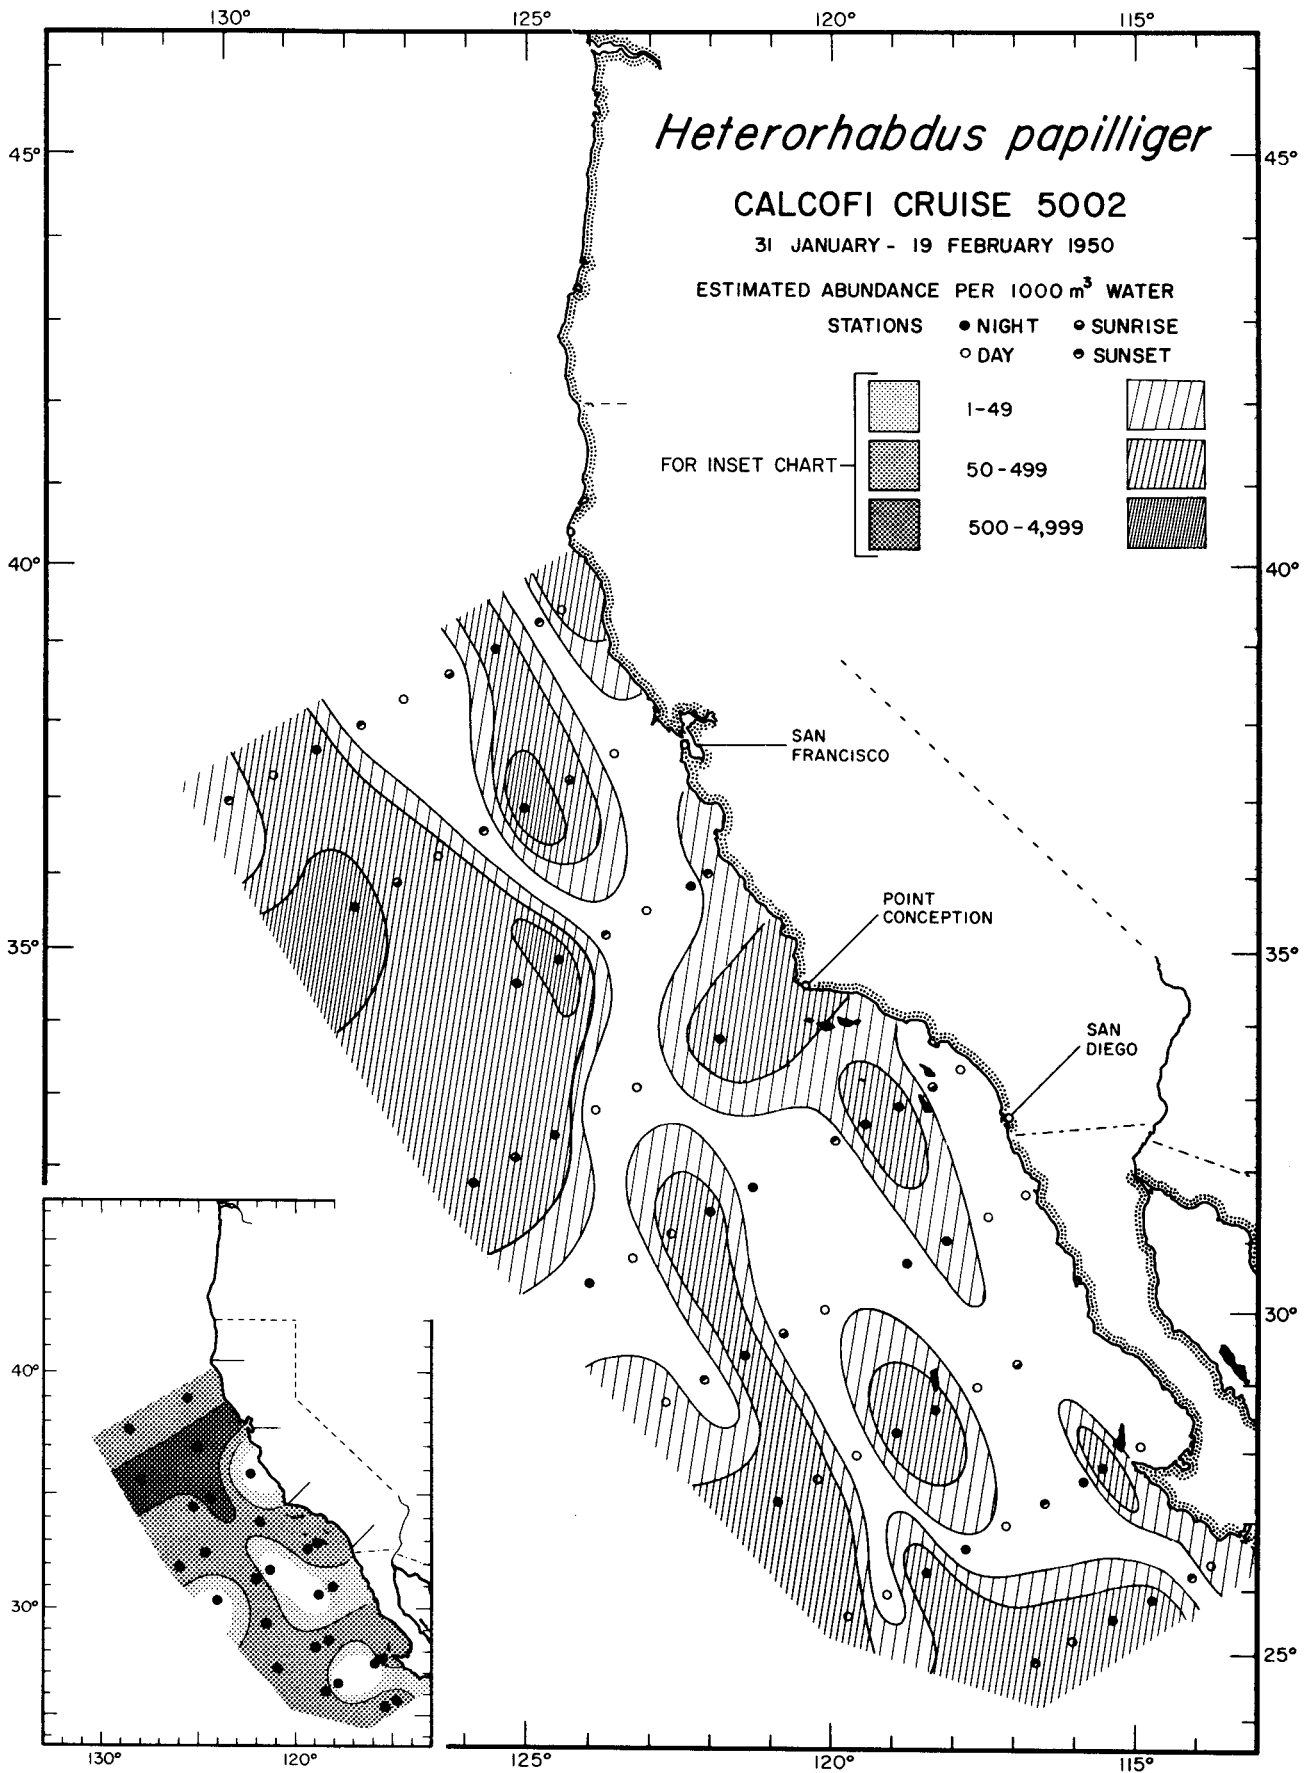 130° 125° 120° 115°
Heterorhabdus papilliger
45° 45°
CALCOFI CRUISE 5002
31 JANUARY - 19 FEBRUARY 1950
ESTIMATED ABUNDANCE PER 1000 m³ WATER
STATIONS ● NIGHT SUNRISE
○ DAY SUNSET
1-49
FOR INSET CHART 50-499
500-4,999
40° 40°
SAN
FRANCISCO
POINT
CONCEPTION
35° 35°
SAN
DIEGO
30°
40°
30°
25°
130° 120° 125° 120° 115°